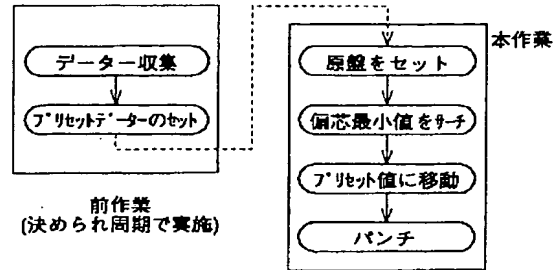 データー収集
プリセットデーターのセット
前作業
(決められ周期で実施)
本作業
原盤をセット
偏芯最小値をサーチ
プリセット値に移動
パンチ